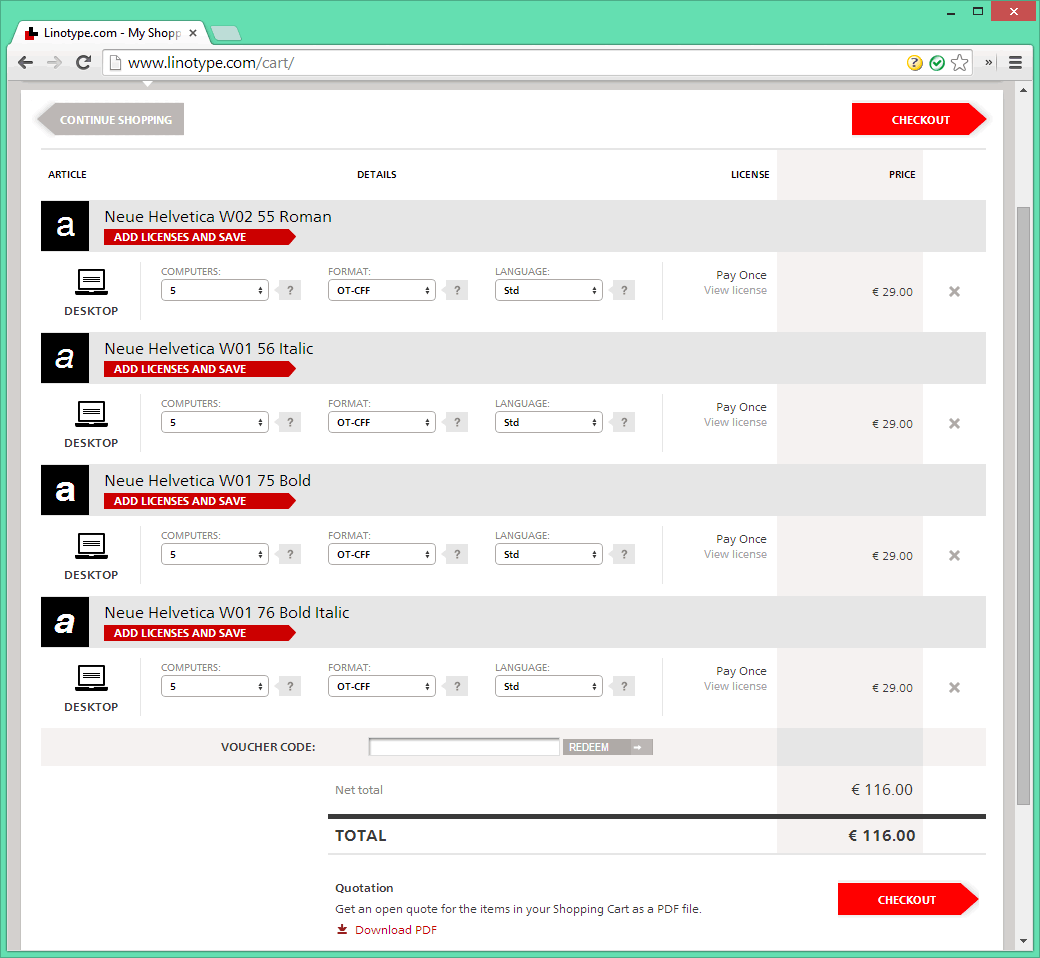 Linotype.com - My Shopp
www.linotype.com/cart/
CONTINUE SHOPPING
CHECKOUT
ARTICLE DETAILS LICENSE PRICE
a
Neue Helvetica W02 55 Roman
ADD LICENSES AND SAVE
COMPUTERS: FORMAT: LANGUAGE: Pay Once
5 ? OT-CFF ? Std ? View license € 29.00
DESKTOP
a
Neue Helvetica W01 56 Italic
ADD LICENSES AND SAVE
COMPUTERS: FORMAT: LANGUAGE: Pay Once
5 ? OT-CFF ? Std ? View license € 29.00
DESKTOP
a
Neue Helvetica W01 75 Bold
ADD LICENSES AND SAVE
COMPUTERS: FORMAT: LANGUAGE: Pay Once
5 ? OT-CFF ? Std ? View license € 29.00
DESKTOP
a
Neue Helvetica W01 76 Bold Italic
ADD LICENSES AND SAVE
COMPUTERS: FORMAT: LANGUAGE: Pay Once
5 ? OT-CFF ? Std ? View license € 29.00
DESKTOP
VOUCHER CODE: REDEEM
Net total € 116.00
TOTAL € 116.00
Quotation
CHECKOUT
Get an open quote for the items in your Shopping Cart as a PDF file.
Download PDF